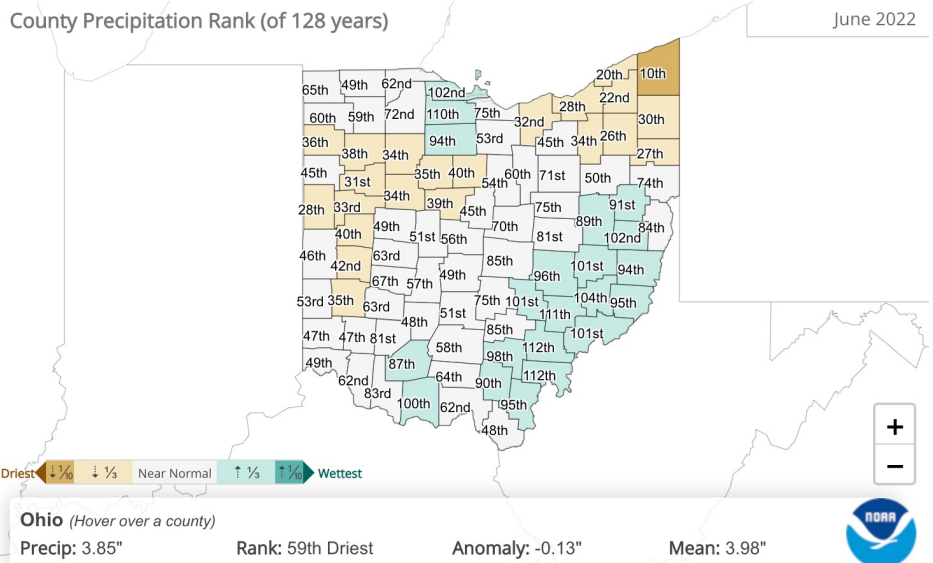 County Precipitation Rank (of 128 years)
June 2022
20th 10th
65th 49th 62nd 102nd 22nd
60th 59th 72nd 110th 75th 32nd 28th 30th
36th 38th 34th 94th 53rd 45th 34th 26th 27th
45th 31st 35th 40th 54th 60th 71st 50th 74th
28th 33rd 34th 39th 45th 75th 89th 91st
40th 49th 51st 56th 70th 81st 102nd 84th
46th 42nd 63rd 67th 57th 49th 85th 96th 101st 94th
53rd 35th 63rd 48th 51st 75th 101st 111th 104th 95th
47th 47th 81st 58th 85th 112th 101st
49th 87th 64th 98th 112th
62nd 83rd 100th 62nd 90th 95th
48th
+
−
Driest ↓ 1/10 ↓ 1/3 Near Normal ↑ 1/3 ↑ 1/10 Wettest
Ohio (Hover over a county)
Precip: 3.85" Rank: 59th Driest Anomaly: -0.13" Mean: 3.98"
NOAA